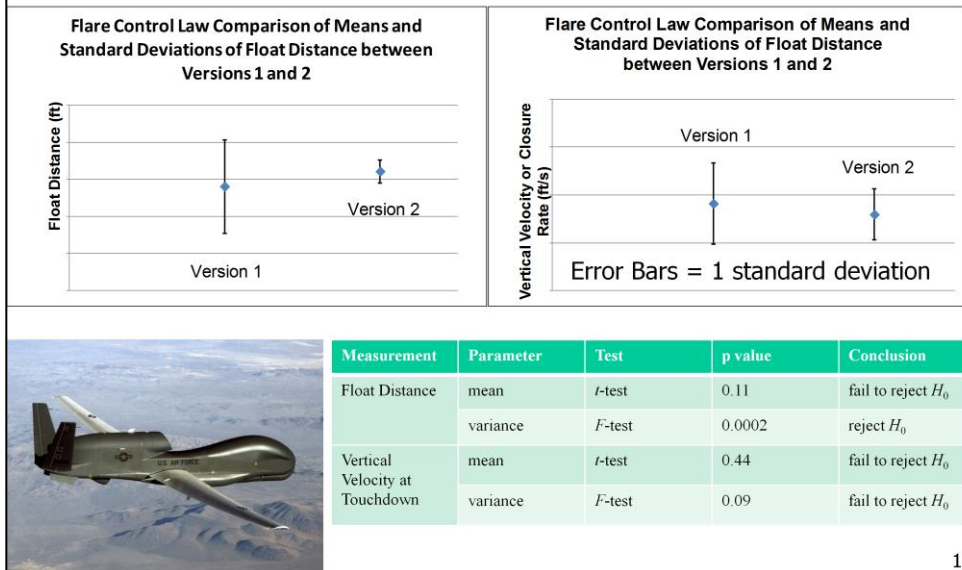 Flare Control Law Comparison of Means and
Standard Deviations of Float Distance between
Versions 1 and 2
Float Distance (ft)
Version 2
Version 1
Flare Control Law Comparison of Means and
Standard Deviations of Float Distance
between Versions 1 and 2
Vertical Velocity or Closure
Rate (ft/s)
Version 1
Version 2
Error Bars = 1 standard deviation
U.S. AIR FORCE
Measurement Parameter Test p value Conclusion
Float Distance mean t-test 0.11 fail to reject H₀
variance F-test 0.0002 reject H₀
Vertical
Velocity at
Touchdown
mean t-test 0.44 fail to reject H₀
variance F-test 0.09 fail to reject H₀
1